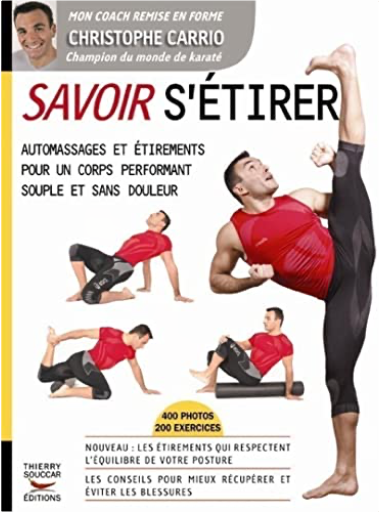 MON COACH REMISE EN FORME
CHRISTOPHE CARRIO
Champion du monde de karaté
SAVOIR S'ÉTIRER
AUTOMASSAGES ET ÉTIREMENTS
POUR UN CORPS PERFORMANT
SOUPLE ET SANS DOULEUR
400 PHOTOS
200 EXERCICES
NOUVEAU : LES ÉTIREMENTS QUI RESPECTENT
L'ÉQUILIBRE DE VOTRE POSTURE
LES CONSEILS POUR MIEUX RÉCUPÉRER ET
ÉVITER LES BLESSURES
THIERRY
SOUCCAR
ÉDITIONS